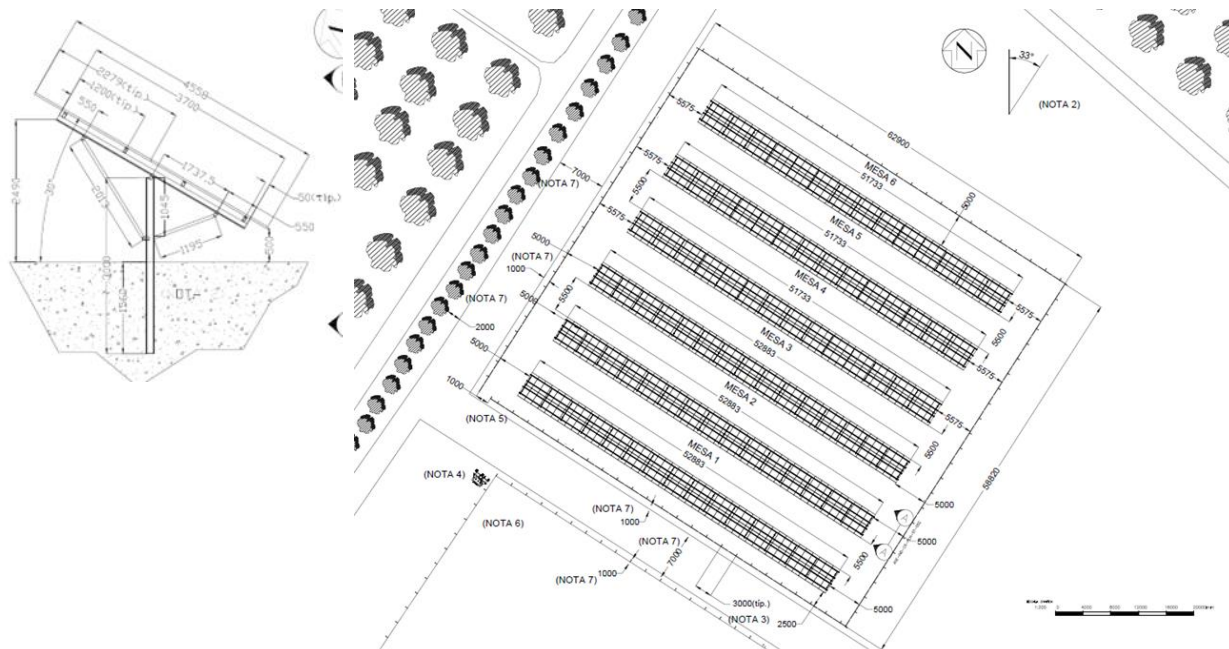 4550
2279(tip.)
3700
1200(tip.)
550
1737.5
50(tip.)
550
2490
30°
2015
1045
1195
500
1560
N
33°
(NOTA 2)
62900
5575
MESA 6
51733
5000
5575
7000
(NOTA 7)
5500
MESA 5
51733
5575
5575
5000
(NOTA 7)
1000
MESA 4
51733
5500
5575
5000
5500
(NOTA 7)
2000
MESA 3
52883
5575
5000
MESA 2
52883
5500
1000
(NOTA 5)
MESA 1
52883
58820
5000
(NOTA 4)
(NOTA 6)
(NOTA 7)
1000
A
5000
(NOTA 7)
7000
A
5500
(NOTA 7)
1000
3000(tip.)
5000
(NOTA 3)
2500